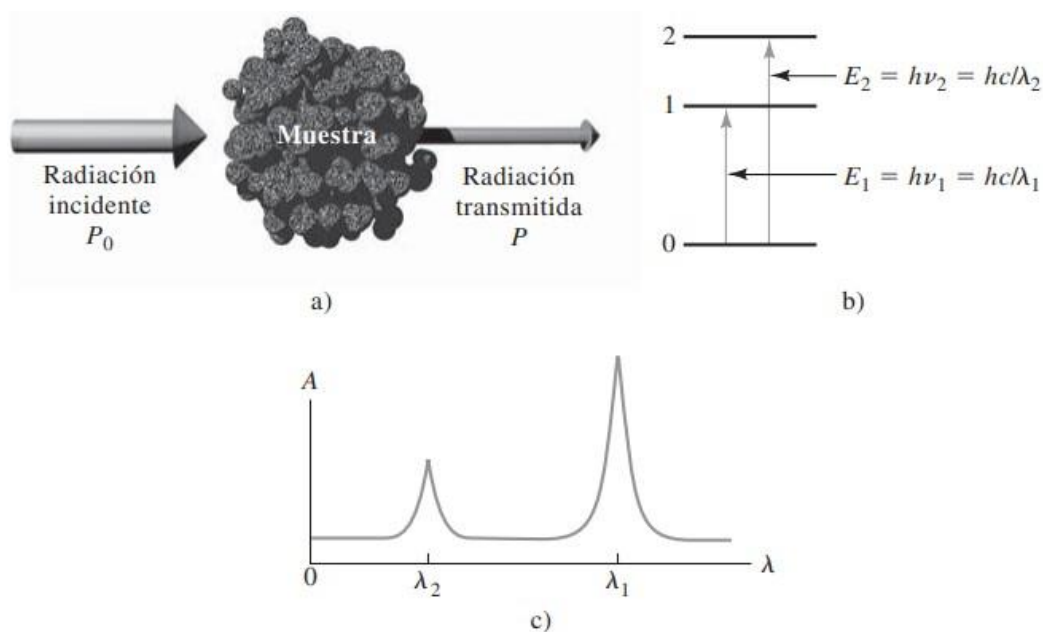 Radiación
incidente
P₀
Muestra
Radiación
transmitida
P
a)
2
E₂ = hν₂ = hc/λ₂
1
E₁ = hν₁ = hc/λ₁
0
b)
A
0
λ₂
λ₁
λ
c)